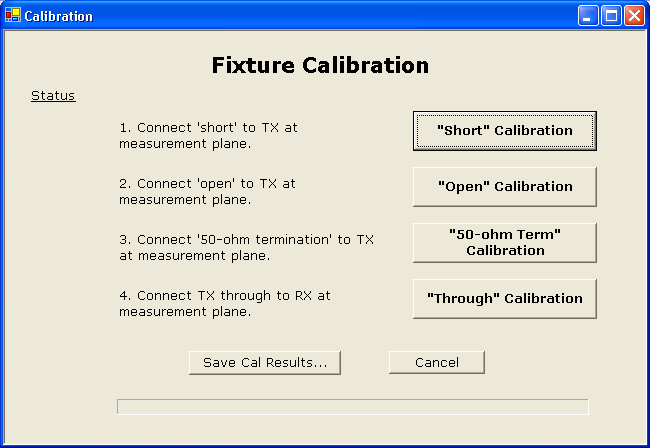 Calibration
Fixture Calibration
Status
1. Connect 'short' to TX at
measurement plane.
"Short" Calibration
2. Connect 'open' to TX at
measurement plane.
"Open" Calibration
3. Connect '50-ohm termination' to TX
at measurement plane.
"50-ohm Term"
Calibration
4. Connect TX through to RX at
measurement plane.
"Through" Calibration
Save Cal Results...
Cancel